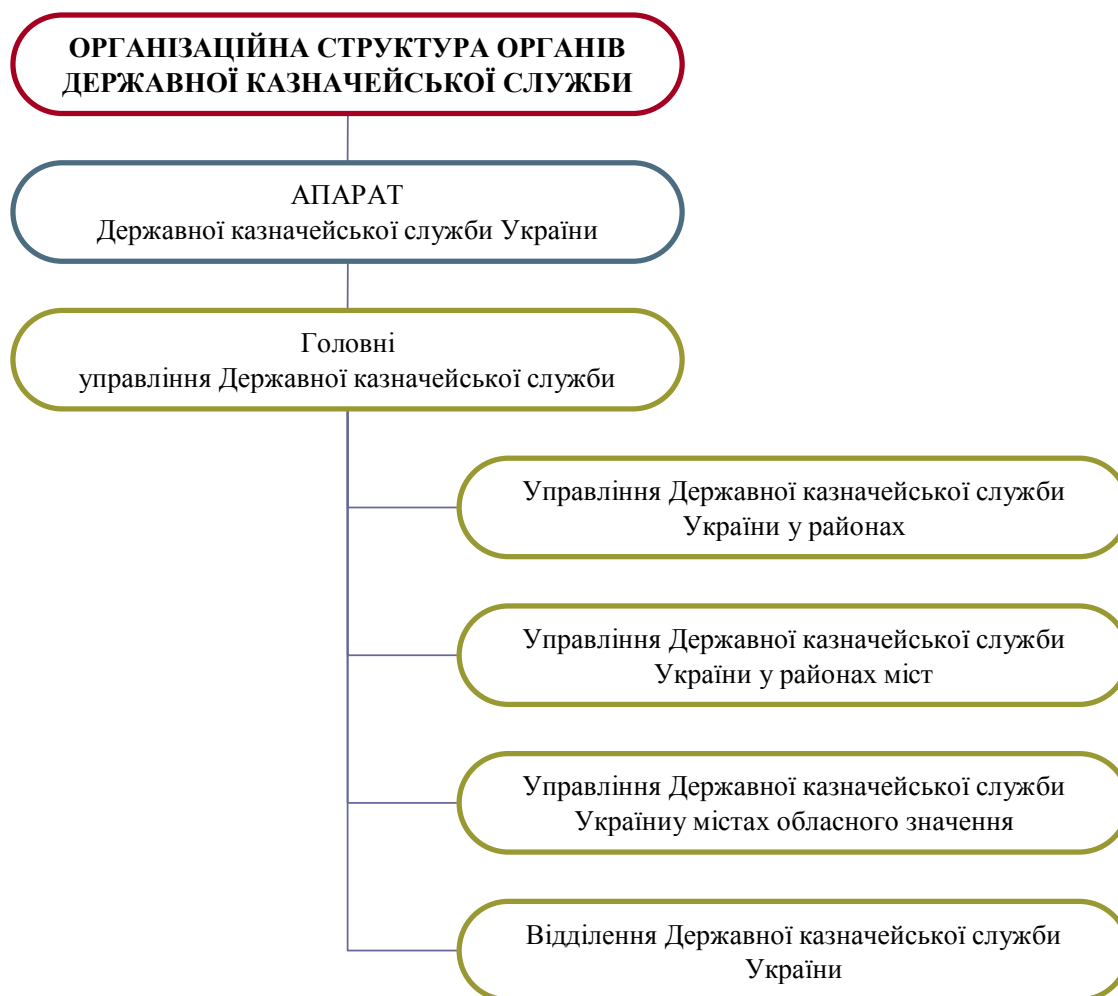 ОРГАНІЗАЦІЙНА СТРУКТУРА ОРГАНІВ
ДЕРЖАВНОЇ КАЗНАЧЕЙСЬКОЇ СЛУЖБИ
АПАРАТ
Державної казначейської служби України
Головні
управління Державної казначейської служби
Управління Державної казначейської служби
України у районах
Управління Державної казначейської служби
України у районах міст
Управління Державної казначейської служби
Україниу містах обласного значення
Відділення Державної казначейської служби
України